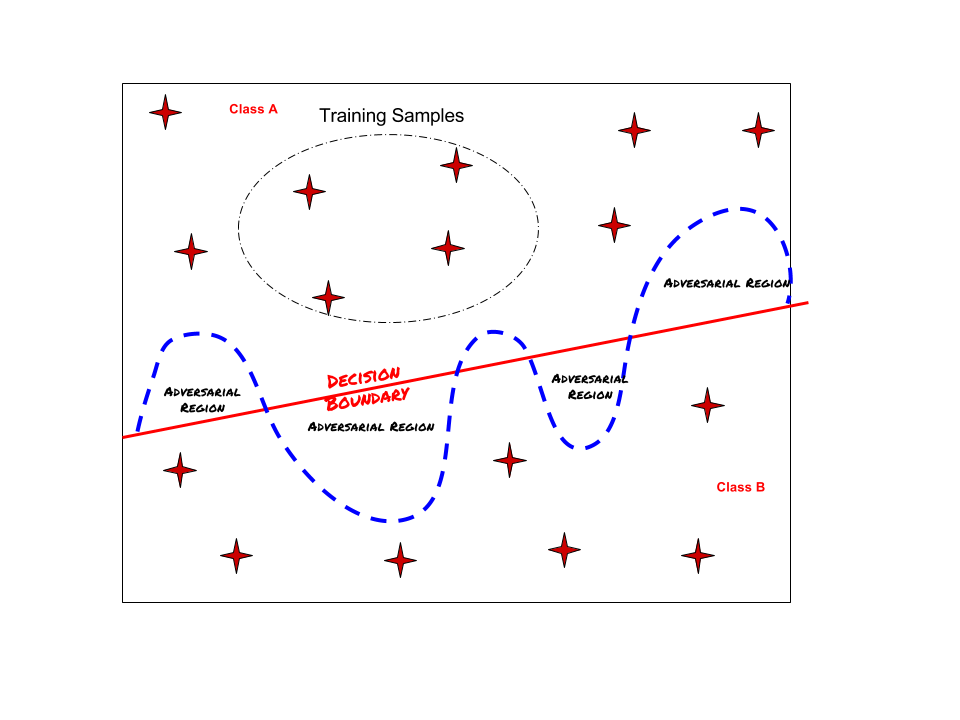 Class A
Training Samples
Adversarial Region
Decision
Boundary
Adversarial
Region
Adversarial Region
Adversarial
Region
Class B